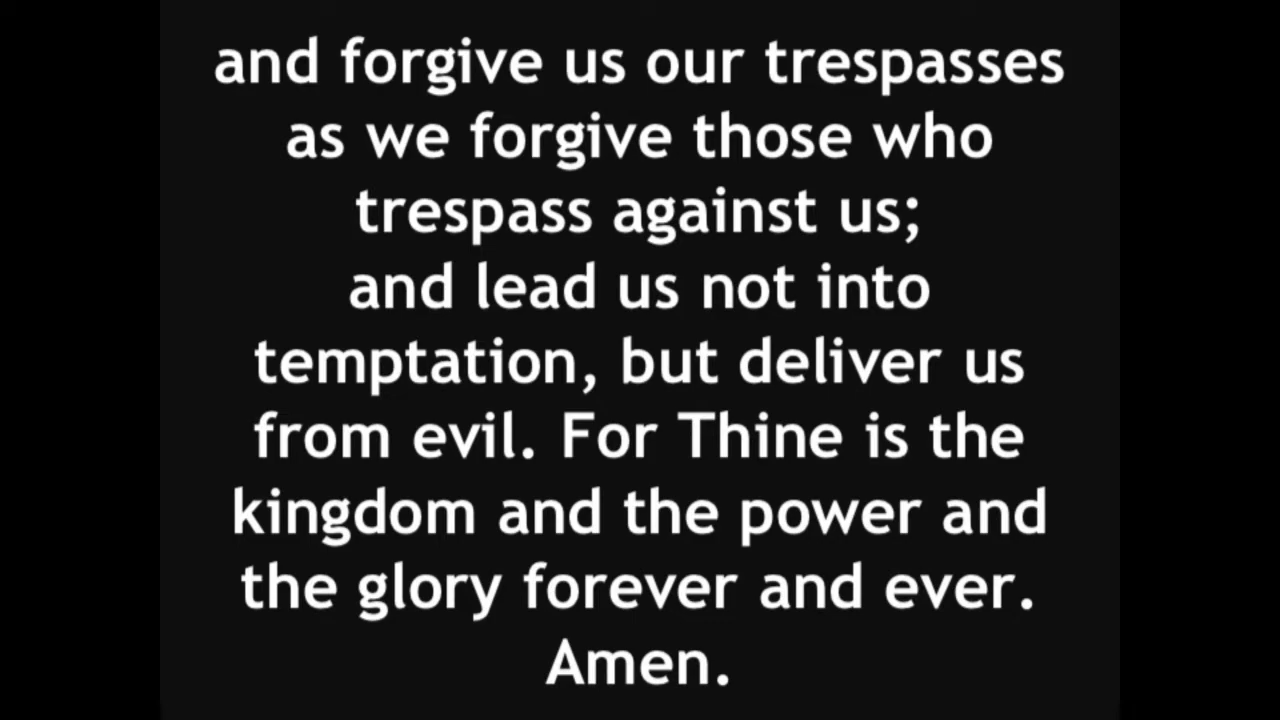 and forgive us our trespasses
as we forgive those who
trespass against us;
and lead us not into
temptation, but deliver us
from evil. For Thine is the
kingdom and the power and
the glory forever and ever.
Amen.